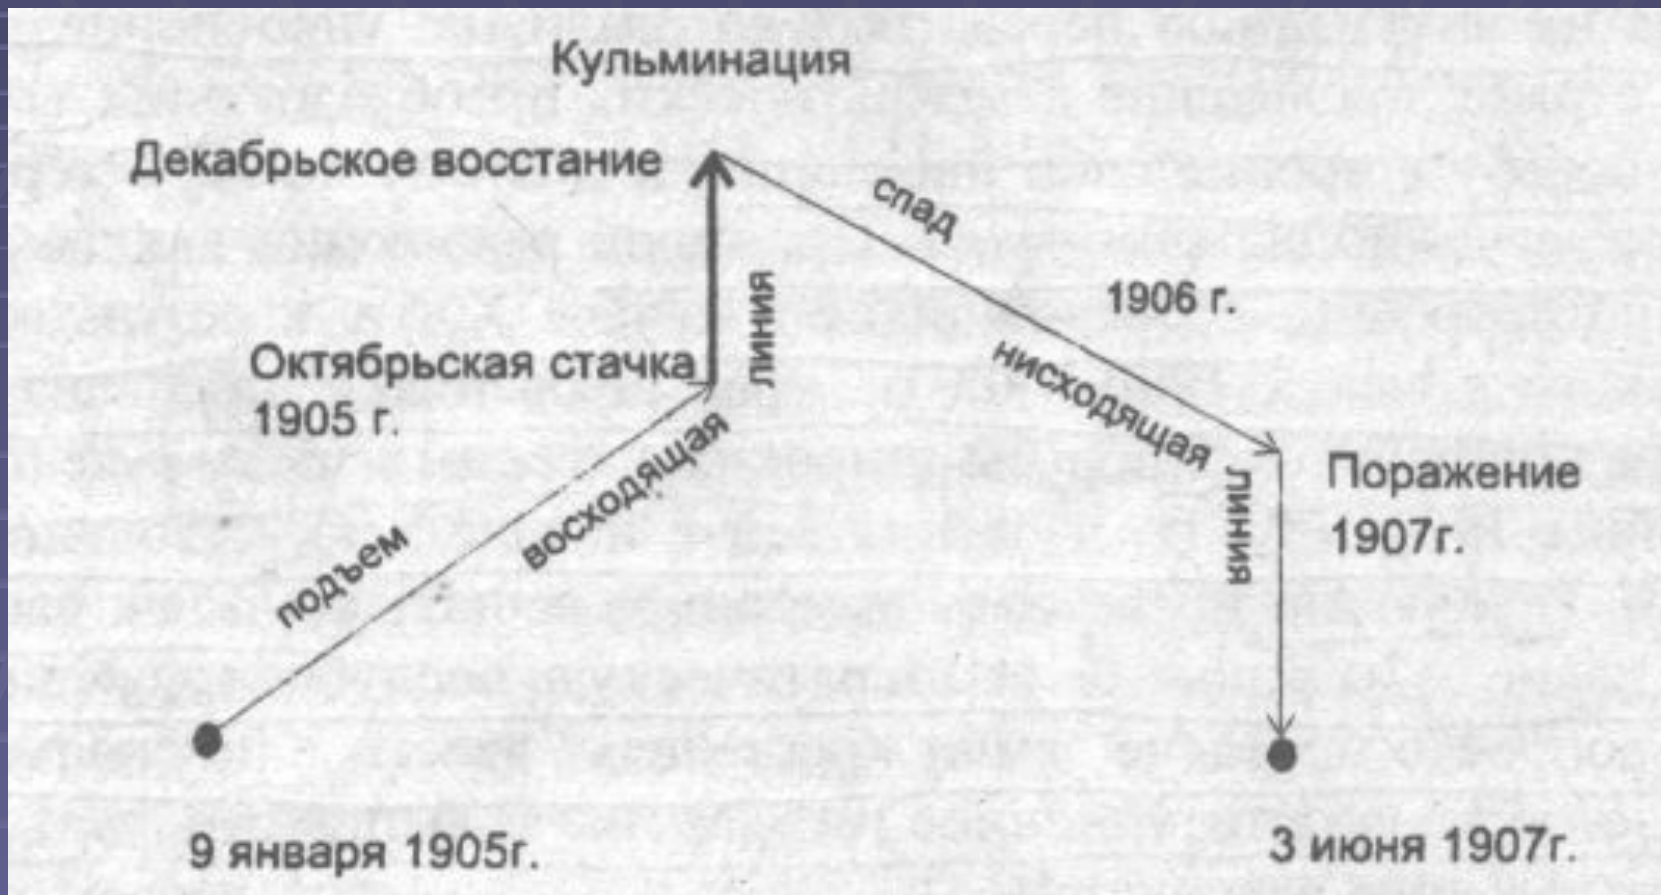 Кульминация
Декабрьское восстание
спад
1906 г.
линия
Октябрьская стачка
1905 г.
нисходящая
восходящая
линия
Поражение
1907г.
подъем
9 января 1905г.
3 июня 1907г.